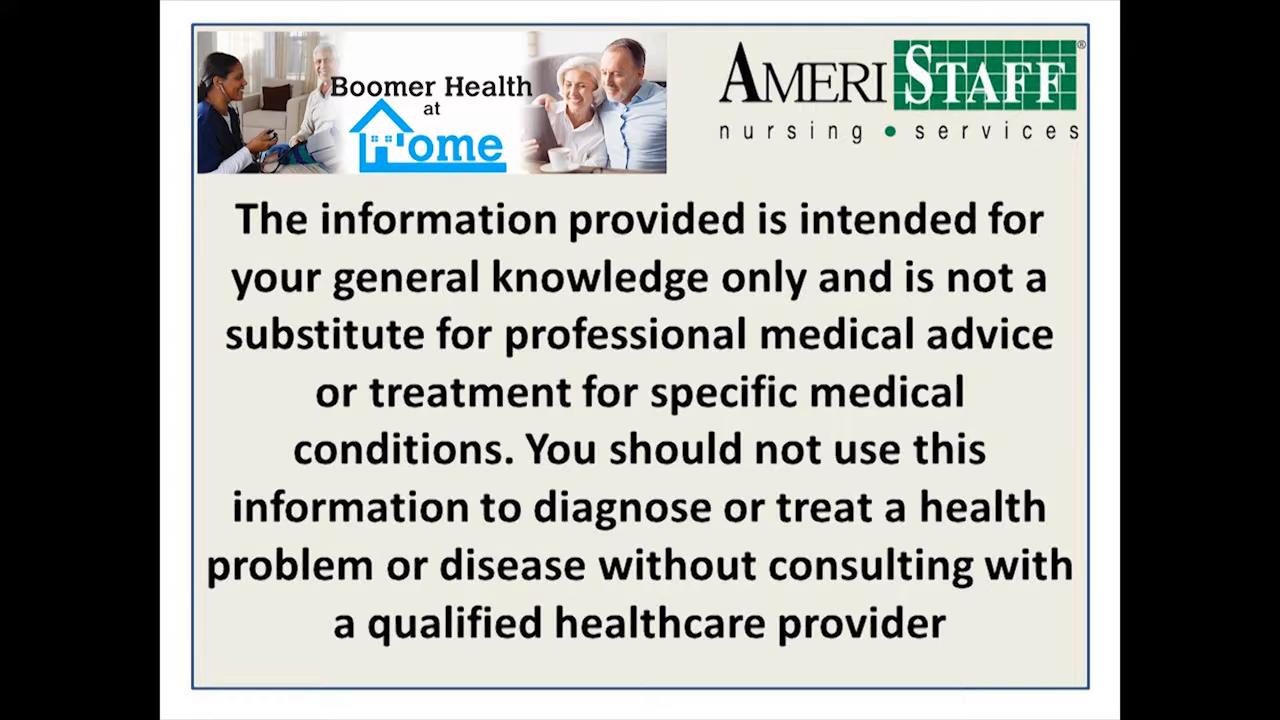 Boomer Health
at
Home
AMERISTAFF®
nursing • services
The information provided is intended for
your general knowledge only and is not a
substitute for professional medical advice
or treatment for specific medical
conditions. You should not use this
information to diagnose or treat a health
problem or disease without consulting with
a qualified healthcare provider